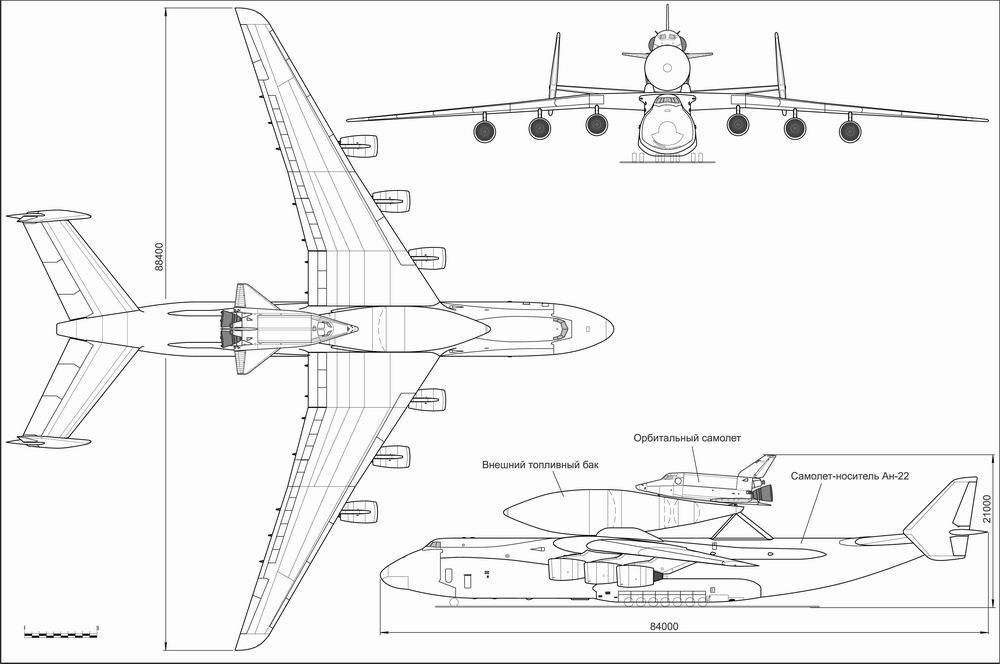 88400
Орбитальный самолет
Внешний топливный бак
Самолет-носитель Ан-22
21000
84000